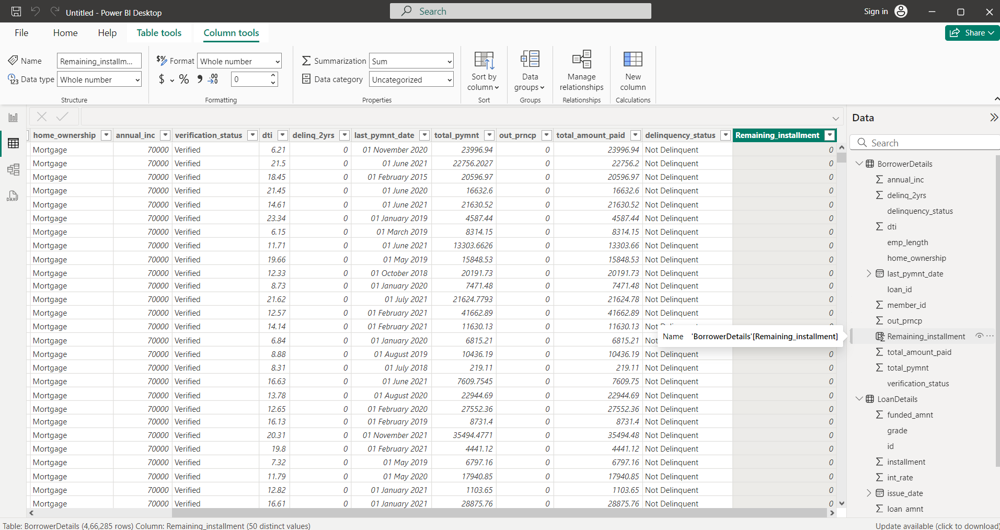 Untitled - Power BI Desktop
Search
Sign in
File Home Help Table tools Column tools
Share
Name Remaining_installm...
$% Format Whole number
Summarization Sum
Data type Whole number
$ % 0
Data category Uncategorized
Sort by column
Data groups
Manage relationships
New column
Structure Formatting Properties Sort Groups Relationships Calculations
Data
home_ownership annual_inc verification_status dti delinq_2yrs last_pymnt_date total_pymnt out_prncp total_amount_paid delinquency_status Remaining_installment
Mortgage 70000 Verified 6.21 0 01 November 2020 23996.94 0 23996.94 Not Delinquent 0
Mortgage 70000 Verified 21.5 0 01 June 2021 22756.2027 0 22756.2 Not Delinquent 0
Mortgage 70000 Verified 18.45 0 01 February 2015 20596.97 0 20596.97 Not Delinquent 0
Mortgage 70000 Verified 21.45 0 01 June 2020 16632.6 0 16632.6 Not Delinquent 0
Mortgage 70000 Verified 14.61 0 01 June 2021 21630.52 0 21630.52 Not Delinquent 0
Mortgage 70000 Verified 23.34 0 01 January 2019 4587.44 0 4587.44 Not Delinquent 0
Mortgage 70000 Verified 6.15 0 01 March 2019 8314.15 0 8314.15 Not Delinquent 0
Mortgage 70000 Verified 11.71 0 01 June 2021 13303.6626 0 13303.66 Not Delinquent 0
Mortgage 70000 Verified 19.66 0 01 May 2019 15848.53 0 15848.53 Not Delinquent 0
Mortgage 70000 Verified 12.33 0 01 October 2018 20191.73 0 20191.73 Not Delinquent 0
Mortgage 70000 Verified 8.73 0 01 January 2020 7471.48 0 7471.48 Not Delinquent 0
Mortgage 70000 Verified 21.62 0 01 July 2021 21624.7793 0 21624.78 Not Delinquent 0
Mortgage 70000 Verified 12.57 0 01 February 2021 41662.89 0 41662.89 Not Delinquent 0
Mortgage 70000 Verified 14.14 0 01 February 2021 11630.13 0 11630.13 Not Delinquent 0
Mortgage 70000 Verified 6.84 0 01 January 2020 6815.21 0 6815.21 Not
Name 'BorrowerDetails'[Remaining_installment]
Mortgage 70000 Verified 8.88 0 01 August 2019 10436.19 0 10436.19 Not Delinquent 0
Mortgage 70000 Verified 8.31 0 01 July 2018 219.11 0 219.11 Not Delinquent 0
Mortgage 70000 Verified 16.63 0 01 June 2021 7609.7545 0 7609.75 Not Delinquent 0
Mortgage 70000 Verified 13.78 0 01 August 2020 22944.69 0 22944.69 Not Delinquent 0
Mortgage 70000 Verified 12.65 0 01 February 2020 27552.36 0 27552.36 Not Delinquent 0
Mortgage 70000 Verified 16.13 0 01 February 2019 8731.4 0 8731.4 Not Delinquent 0
Mortgage 70000 Verified 20.31 0 01 November 2021 35494.4771 0 35494.48 Not Delinquent 0
Mortgage 70000 Verified 19.8 0 01 February 2021 4441.12 0 4441.12 Not Delinquent 0
Mortgage 70000 Verified 7.32 0 01 May 2019 6797.16 0 6797.16 Not Delinquent 0
Mortgage 70000 Verified 11.79 0 01 May 2020 17940.85 0 17940.85 Not Delinquent 0
Mortgage 70000 Verified 12.82 0 01 January 2021 1103.65 0 1103.65 Not Delinquent 0
Mortgage 70000 Verified 16.61 0 01 January 2021 28875.76 0 28875.76 Not Delinquent 0
Search
BorrowerDetails
annual_inc
delinq_2yrs
delinquency_status
dti
emp_length
home_ownership
last_pymnt_date
loan_id
member_id
out_prncp
Remaining_installment
total_amount_paid
total_pymnt
verification_status
LoanDetails
funded_amnt
grade
id
installment
int_rate
issue_date
loan_amnt
DAX
Table: BorrowerDetails (4,66,285 rows) Column: Remaining_installment (50 distinct values)
Update available (click to download)